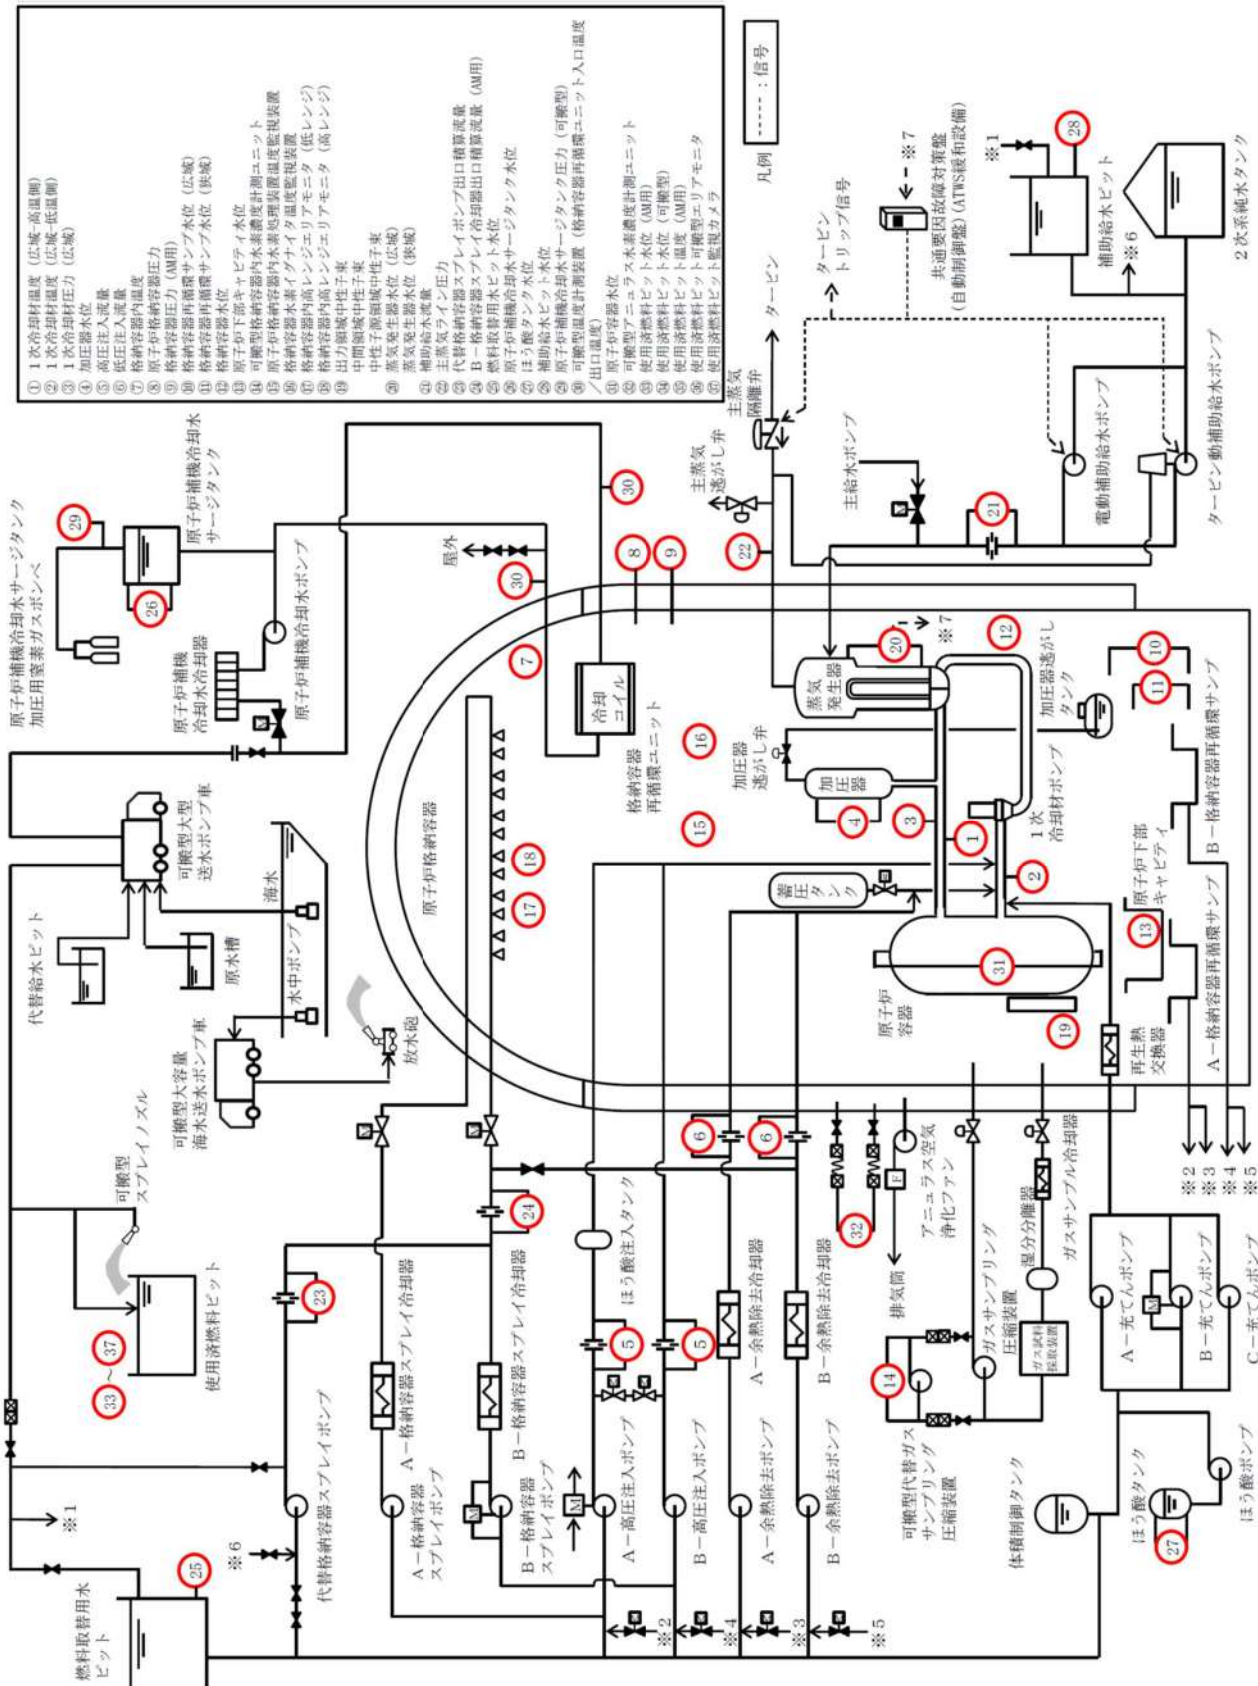 ① 1次冷却材温度（広域-高温側）
② 1次冷却材温度（広域-低温側）
③ 1次冷却材圧力（広域）
④ 加圧器水位
⑤ 高圧注入流量
⑥ 低圧注入流量
⑦ 格納容器内温度
⑧ 原子炉格納容器圧力
⑨ 格納容器圧力（AM用）
⑩ 格納容器再循環サンプ水位（広域）
⑪ 格納容器再循環サンプ水位（狭域）
⑫ 格納容器水位
⑬ 原子炉下部キャビティ水位
⑭ 可搬型格納容器内水素濃度計測ユニット
⑮ 原子炉格納容器内水素処理装置温度監視装置
⑯ 格納容器水素イグナイタ温度監視装置
⑰ 格納容器内高レンジエリアモニタ（低レンジ）
⑱ 格納容器内高レンジエリアモニタ（高レンジ）
⑲ 出力領域中性子束
中間領域中性子束
中性子源領域中性子束
⑳ 蒸気発生器水位（広域）
蒸気発生器水位（狭域）
㉑ 補助給水流量
㉒ 主蒸気ライン圧力
㉓ 代替格納容器スプレイポンプ出口積算流量
㉔ B－格納容器スプレイ冷却器出口積算流量（AM用）
㉕ 燃料取替用水ピット水位
㉖ 原子炉補機冷却水サージタンク水位
㉗ ほう酸タンク水位
㉘ 補助給水ピット水位
㉙ 原子炉補機冷却水サージタンク圧力（可搬型）
㉚ 可搬型温度計測装置（格納容器再循環ユニット入口温度
／出口温度）
㉛ 原子炉容器水位
㉜ 可搬型アニュラス水素濃度計測ユニット
㉝ 使用済燃料ピット水位（AM用）
㉞ 使用済燃料ピット水位（可搬型）
㉟ 使用済燃料ピット温度（AM用）
㊱ 使用済燃料ピット可搬型エリアモニタ
㊲ 使用済燃料ピット監視カメラ
凡例
-----：信号
原子炉補機冷却水サージタンク
加圧用窒素ガスボンベ
29
26
原子炉補機冷却水
サージタンク
原子炉補機
冷却水冷却器
原子炉補機冷却水ポンプ
M
可搬型大型
送水ポンプ車
代替給水ピット
原水槽
海水
水中ポンプ
可搬型大容量
海水送水ポンプ車
放水砲
可搬型
スプレイノズル
33
～
37
使用済燃料ピット
※1
25
燃料取替用水
ピット
※6
代替格納容器スプレイポンプ
23
24
屋外
30
30
8
9
7
原子炉格納容器
冷却
コイル
格納容器
再循環ユニット
18
17
16
15
M
M
A－格納容器スプレイ冷却器
A－格納容器
スプレイポンプ
B－格納容器スプレイ冷却器
B－格納容器
スプレイポンプ
M
M
ほう酸注入タンク
5
5
A－高圧注入ポンプ
B－高圧注入ポンプ
6
6
A－余熱除去冷却器
A－余熱除去ポンプ
B－余熱除去冷却器
B－余熱除去ポンプ
※2
※4
※3
※5
主蒸気
逃がし弁
主蒸気
隔離弁
タービン
タービン
トリップ信号
※7
共通要因故障対策盤
（自動制御盤）(ATWS緩和設備)
22
主給水ポンプ
M
21
電動補助給水ポンプ
タービン動補助給水ポンプ
※1
28
補助給水ピット
※6
2次系純水タンク
蒸気
発生器
20
※7
12
加圧器
逃がし弁
加圧器
4
3
1
2
1次
冷却材ポンプ
加圧器逃がし
タンク
10
11
B－格納容器再循環サンプ
蓄圧
タンク
原子炉
容器
31
19
原子炉下部
キャビティ
13
A－格納容器再循環サンプ
再生熱
交換器
※2
※3
※4
※5
32
F
アニュラス空気
浄化ファン
排気筒
14
可搬型代替ガス
サンプリング
圧縮装置
ガスサンプリング
圧縮装置
湿分分離器
ガスサンプル冷却器
ガス試料
採取装置
A－充てんポンプ
M
B－充てんポンプ
C－充てんポンプ
体積制御タンク
ほう酸タンク
27
ほう酸ポンプ